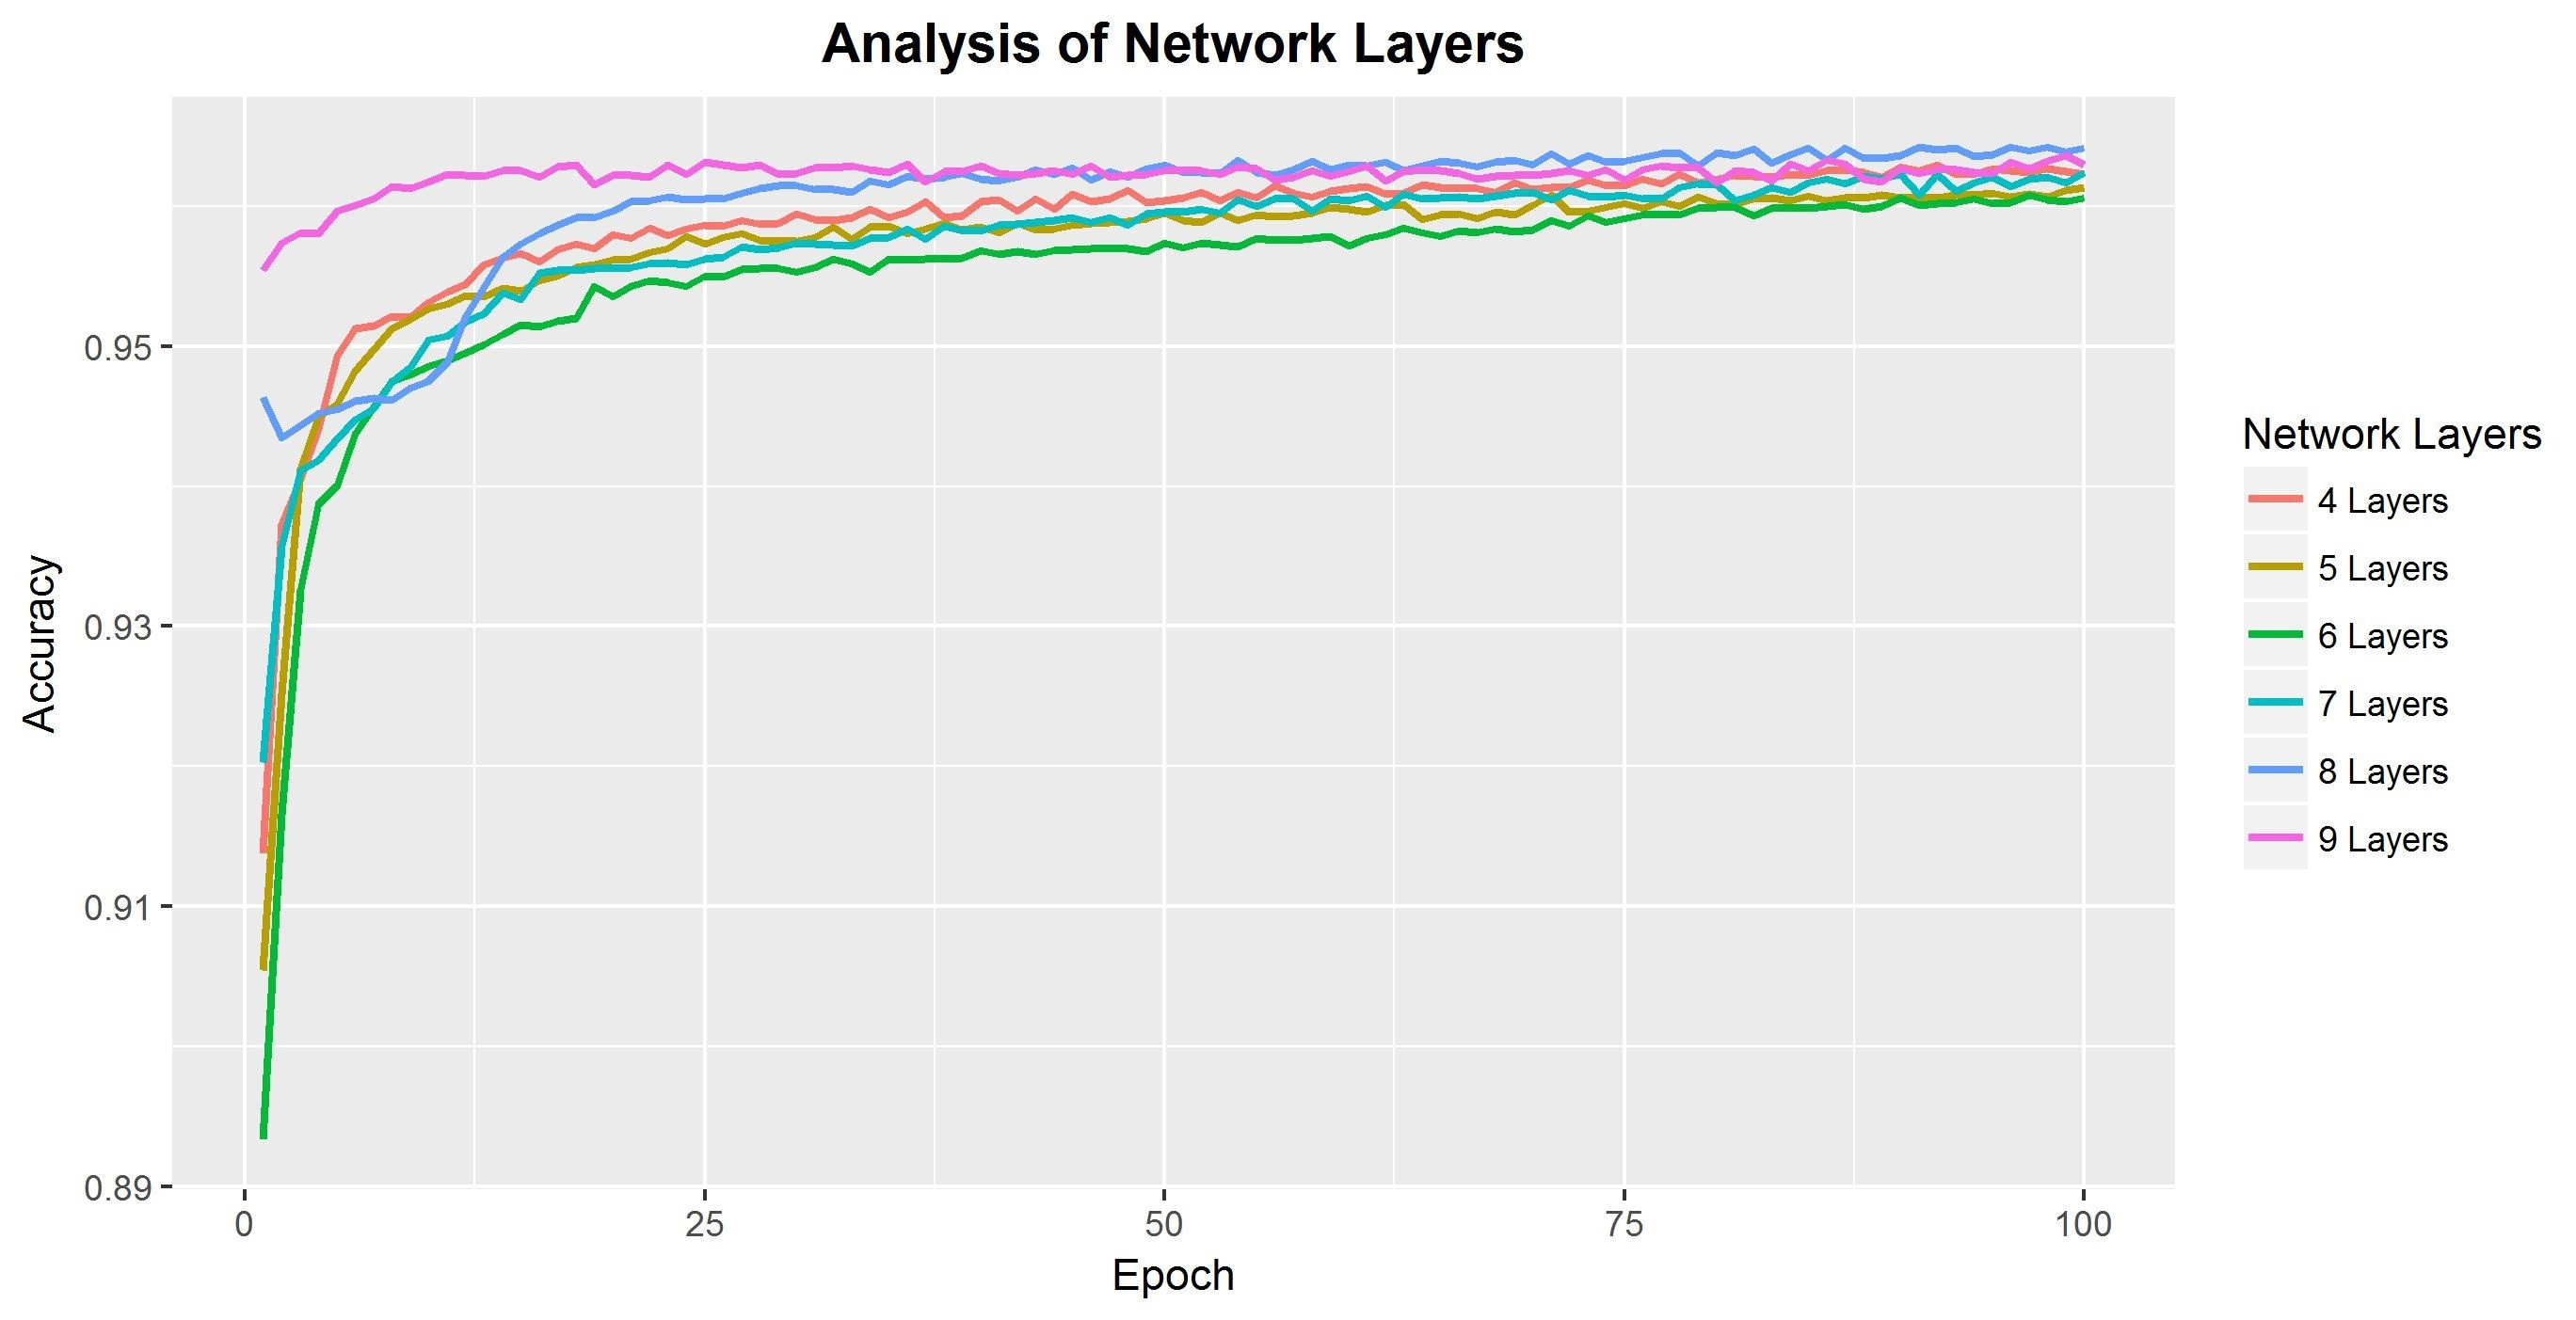 Analysis of Network Layers
Accuracy
0.95
0.93
0.91
0.89
0
25
50
75
100
Epoch
Network Layers
4 Layers
5 Layers
6 Layers
7 Layers
8 Layers
9 Layers